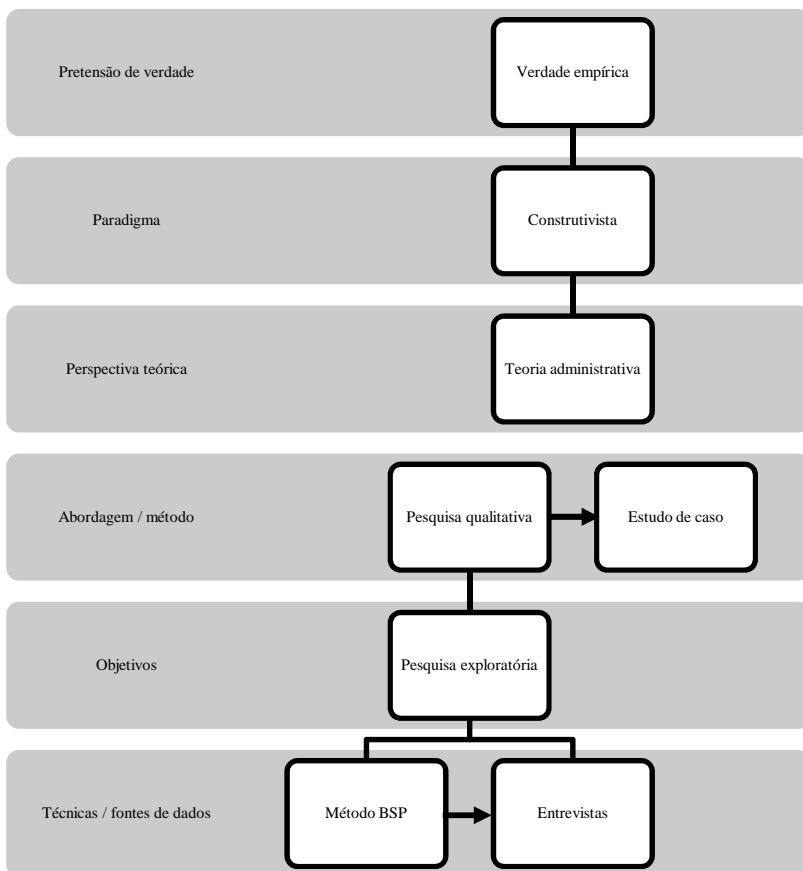 Pretensão de verdade
Verdade empírica
Paradigma
Construtivista
Perspectiva teórica
Teoria administrativa
Abordagem / método
Pesquisa qualitativa
Estudo de caso
Objetivos
Pesquisa exploratória
Técnicas / fontes de dados
Método BSP
Entrevistas